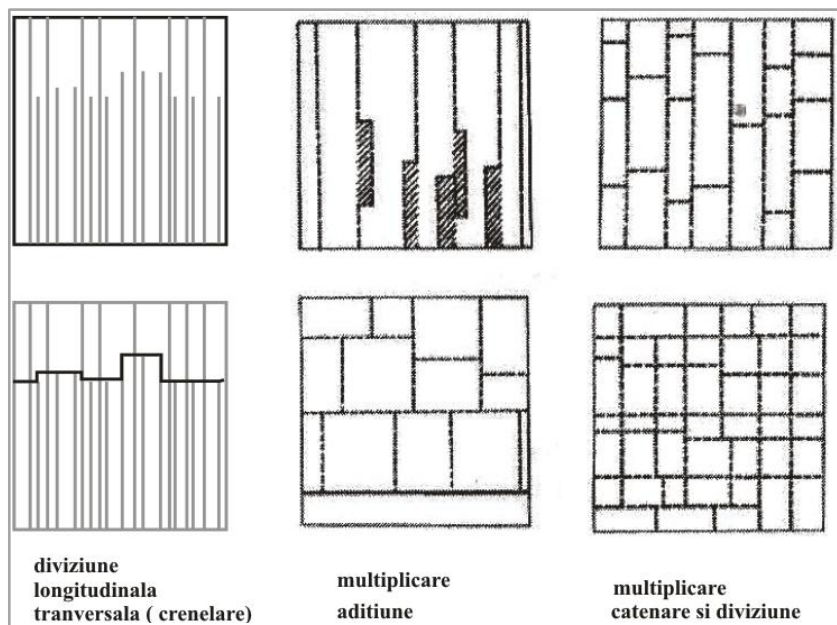 diviziune
longitudinala
tranversala ( crenelare)
multiplicare
aditiune
multiplicare
catenare si diviziune